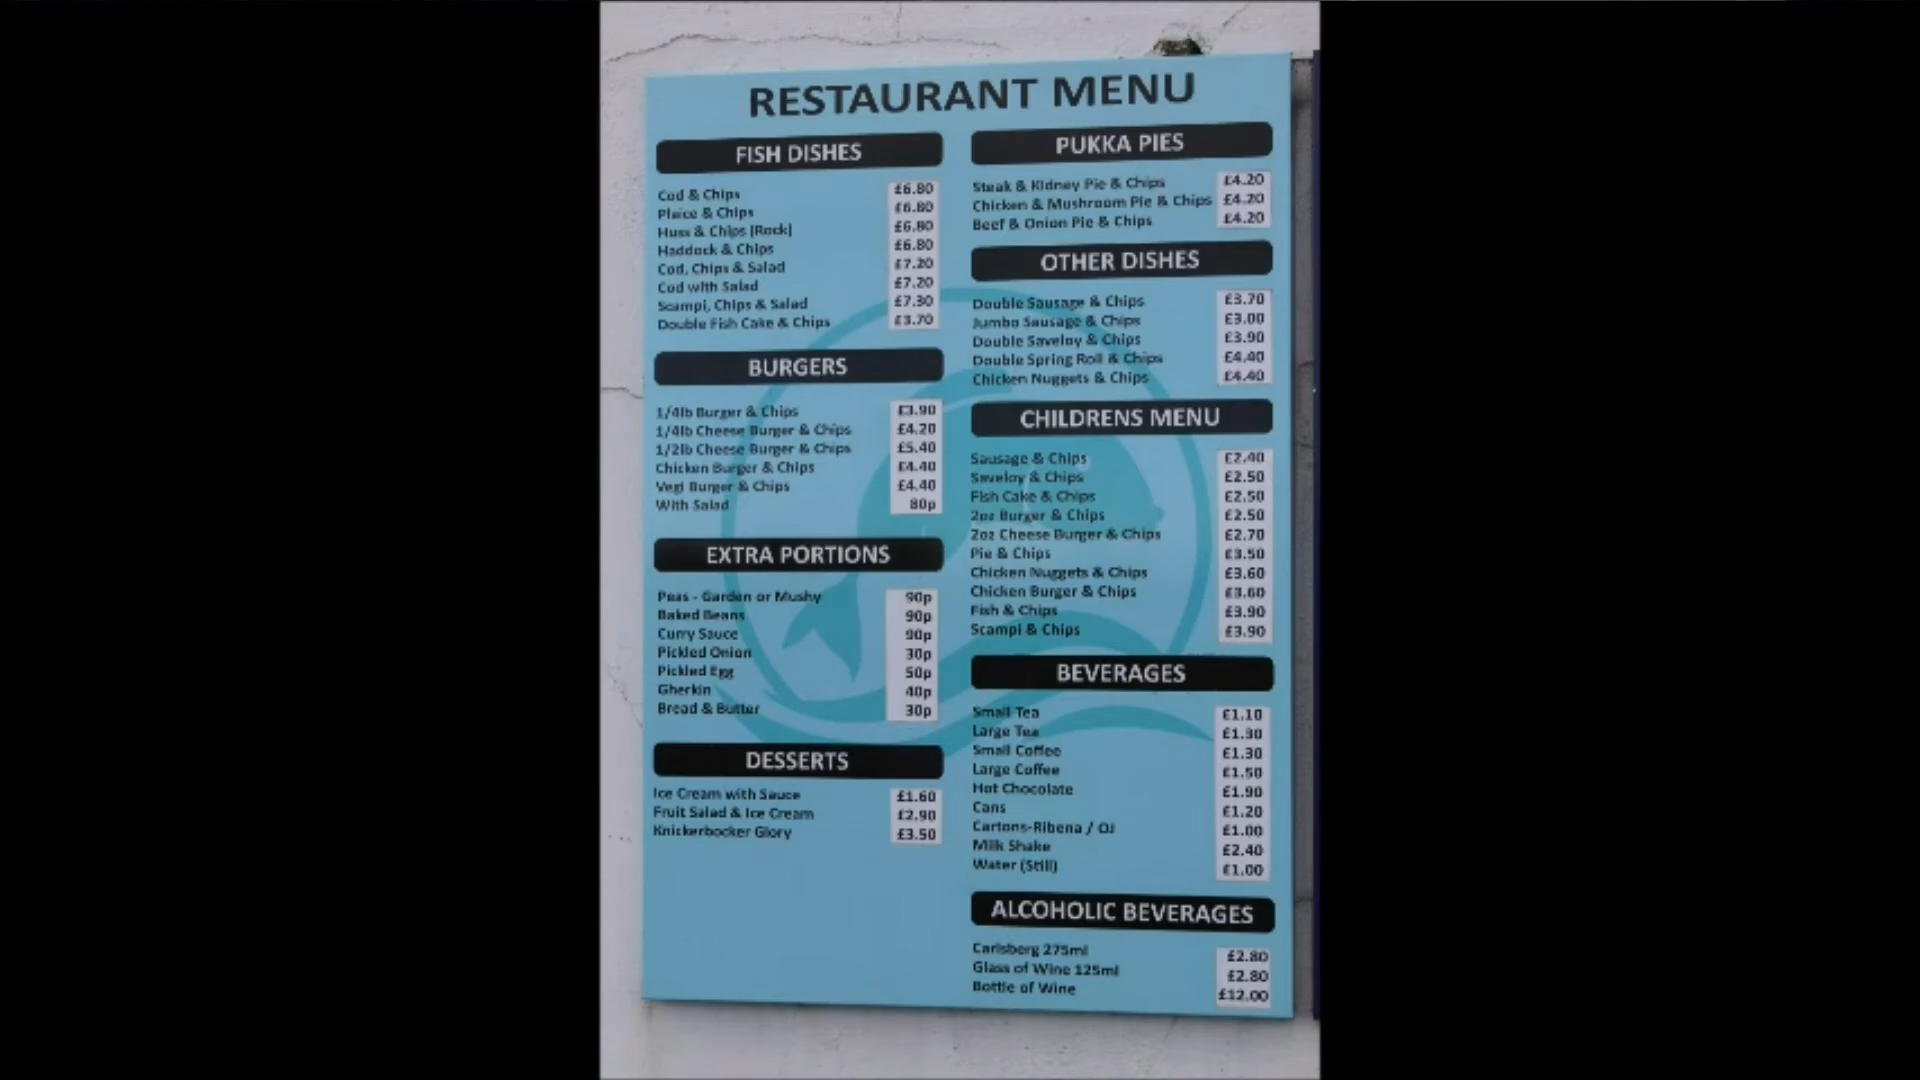 RESTAURANT MENU
FISH DISHES
Cod & Chips £6.80
Plaice & Chips £6.80
Huss & Chips (Rock) £6.80
Haddock & Chips £6.80
Cod, Chips & Salad £7.20
Cod with Salad £7.20
Scampi, Chips & Salad £7.30
Double Fish Cake & Chips £3.70
BURGERS
1/4lb Burger & Chips £3.90
1/4lb Cheese Burger & Chips £4.20
1/2lb Cheese Burger & Chips £5.40
Chicken Burger & Chips £4.40
Vegi Burger & Chips £4.40
With Salad 80p
EXTRA PORTIONS
Peas - Garden or Mushy 90p
Baked Beans 90p
Curry Sauce 90p
Pickled Onion 30p
Pickled Egg 50p
Gherkin 40p
Bread & Butter 30p
DESSERTS
Ice Cream with Sauce £1.60
Fruit Salad & Ice Cream £2.90
Knickerbocker Glory £3.50
PUKKA PIES
Steak & Kidney Pie & Chips £4.20
Chicken & Mushroom Pie & Chips £4.20
Beef & Onion Pie & Chips £4.20
OTHER DISHES
Double Sausage & Chips £3.70
Jumbo Sausage & Chips £3.00
Double Saveloy & Chips £3.90
Double Spring Roll & Chips £4.40
Chicken Nuggets & Chips £4.40
CHILDRENS MENU
Sausage & Chips £2.40
Saveloy & Chips £2.50
Fish Cake & Chips £2.50
2oz Burger & Chips £2.50
2oz Cheese Burger & Chips £2.70
Pie & Chips £3.50
Chicken Nuggets & Chips £3.60
Chicken Burger & Chips £3.60
Fish & Chips £3.90
Scampi & Chips £3.90
BEVERAGES
Small Tea £1.10
Large Tea £1.30
Small Coffee £1.30
Large Coffee £1.50
Hot Chocolate £1.90
Cans £1.20
Cartons-Ribena / OJ £1.00
Milk Shake £2.40
Water (Still) £1.00
ALCOHOLIC BEVERAGES
Carlsberg 275ml £2.80
Glass of Wine 125ml £2.80
Bottle of Wine £12.00